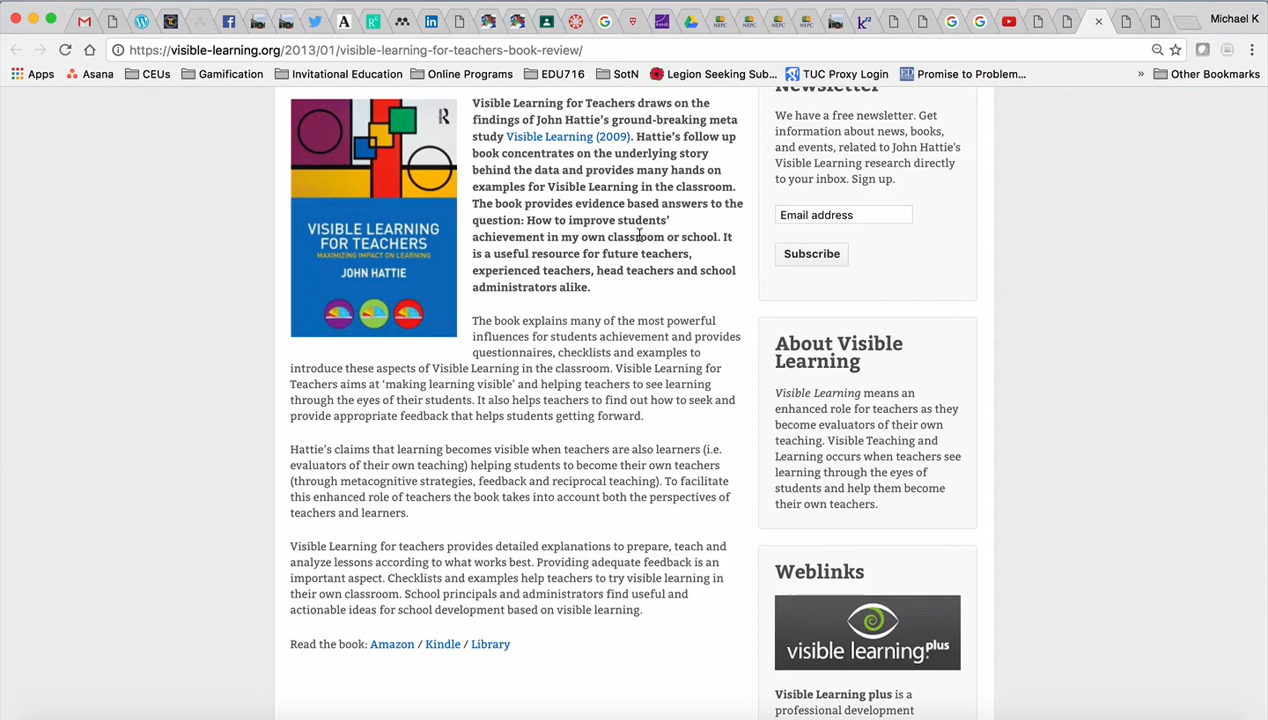 Michael K
https://visible-learning.org/2013/01/visible-learning-for-teachers-book-review/
Apps
Asana
CEUs
Gamification
Invitational Education
Online Programs
EDU716
SotN
Legion Seeking Sub...
TUC Proxy Login
Promise to Problem...
»
Other Bookmarks
R
VISIBLE LEARNING
FOR TEACHERS
MAXIMIZING IMPACT ON LEARNING
JOHN HATTIE
Visible Learning for Teachers draws on the
findings of John Hattie's ground-breaking meta
study Visible Learning (2009). Hattie's follow up
book concentrates on the underlying story
behind the data and provides many hands on
examples for Visible Learning in the classroom.
The book provides evidence based answers to the
question: How to improve students'
achievement in my own classroom or school. It
is a useful resource for future teachers,
experienced teachers, head teachers and school
administrators alike.
The book explains many of the most powerful
influences for students achievement and provides
questionnaires, checklists and examples to
introduce these aspects of Visible Learning in the classroom. Visible Learning for
Teachers aims at ‘making learning visible’ and helping teachers to see learning
through the eyes of their students. It also helps teachers to find out how to seek and
provide appropriate feedback that helps students getting forward.
Hattie's claims that learning becomes visible when teachers are also learners (i.e.
evaluators of their own teaching) helping students to become their own teachers
(through metacognitive strategies, feedback and reciprocal teaching). To facilitate
this enhanced role of teachers the book takes into account both the perspectives of
teachers and learners.
Visible Learning for teachers provides detailed explanations to prepare, teach and
analyze lessons according to what works best. Providing adequate feedback is an
important aspect. Checklists and examples help teachers to try visible learning in
their own classroom. School principals and administrators find useful and
actionable ideas for school development based on visible learning.
Read the book: Amazon / Kindle / Library
Newsletter
We have a free newsletter. Get
information about news, books,
and events, related to John Hattie's
Visible Learning research directly
to your inbox. Sign up.
Email address
Subscribe
About Visible
Learning
Visible Learning means an
enhanced role for teachers as they
become evaluators of their own
teaching. Visible Teaching and
Learning occurs when teachers see
learning through the eyes of
students and help them become
their own teachers.
Weblinks
visible learning.plus
Visible Learning plus is a
professional development